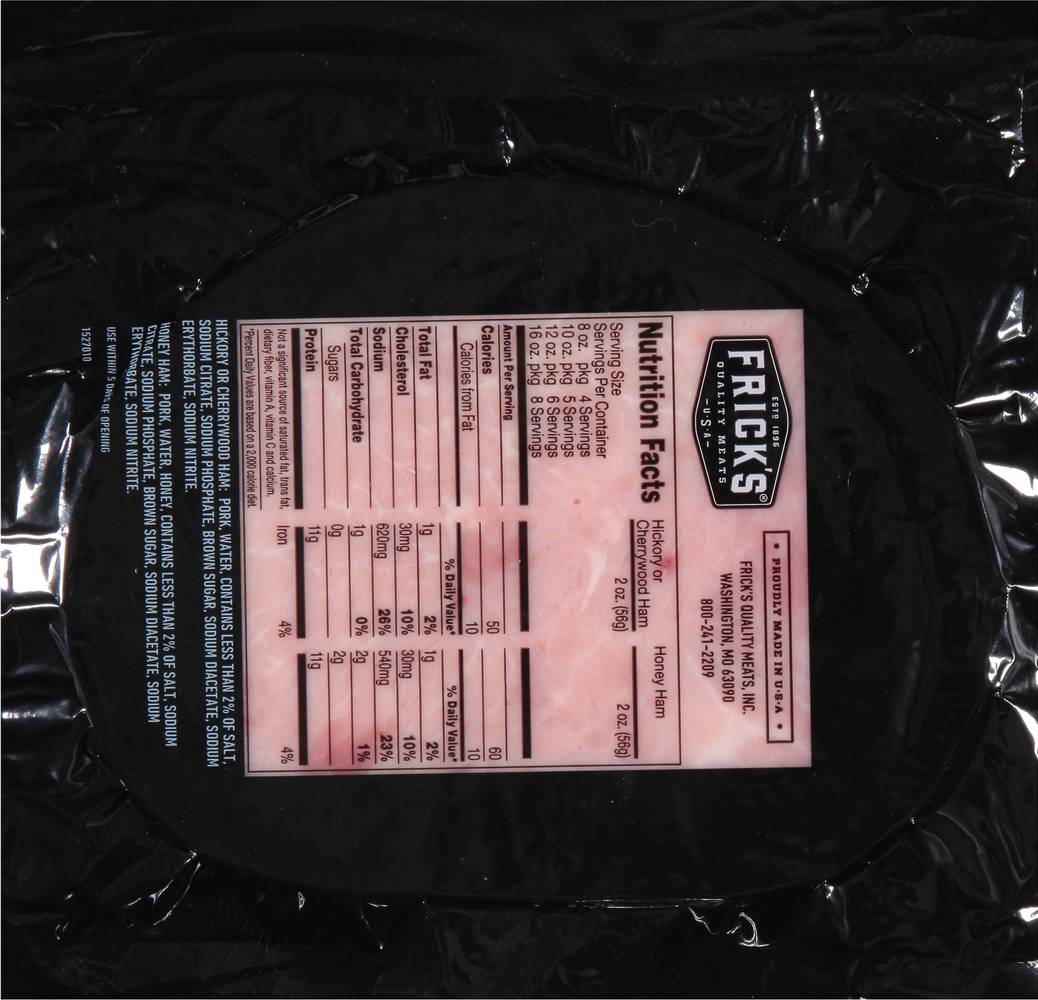 ESTD 1896
FRICK'S®
QUALITY MEATS
-U·S·A-
• PROUDLY MADE IN U·S·A •
FRICK'S QUALITY MEATS, INC.
WASHINGTON, MO 63090
800-241-2209
Nutrition Facts
Hickory or
Cherrywood Ham
Honey Ham
Serving Size 2 oz. (56g) 2 oz. (56g)
Servings Per Container
8 oz. pkg 4 Servings
10 oz. pkg 5 Servings
12 oz. pkg 6 Servings
16 oz. pkg 8 Servings
Amount Per Serving
Calories 50 60
Calories from Fat 10 10
% Daily Value* % Daily Value*
Total Fat 1g 2% 1g 2%
Cholesterol 30mg 10% 30mg 10%
Sodium 620mg 26% 540mg 23%
Total Carbohydrate 1g 0% 2g 1%
Sugars 0g 2g
Protein 11g 11g
Iron 4% 4%
Not a significant source of saturated fat, trans fat,
dietary fiber, vitamin A, vitamin C and calcium.
*Percent Daily Values are based on a 2,000 calorie diet.
HICKORY OR CHERRYWOOD HAM: PORK, WATER, CONTAINS LESS THAN 2% OF SALT,
SODIUM CITRATE, SODIUM PHOSPHATE, BROWN SUGAR, SODIUM DIACETATE, SODIUM
ERYTHORBATE, SODIUM NITRITE.
HONEY HAM: PORK, WATER, HONEY, CONTAINS LESS THAN 2% OF SALT, SODIUM
CITRATE, SODIUM PHOSPHATE, BROWN SUGAR, SODIUM DIACETATE, SODIUM
ERYTHORBATE, SODIUM NITRITE.
USE WITHIN 5 DAYS OF OPENING
1527010